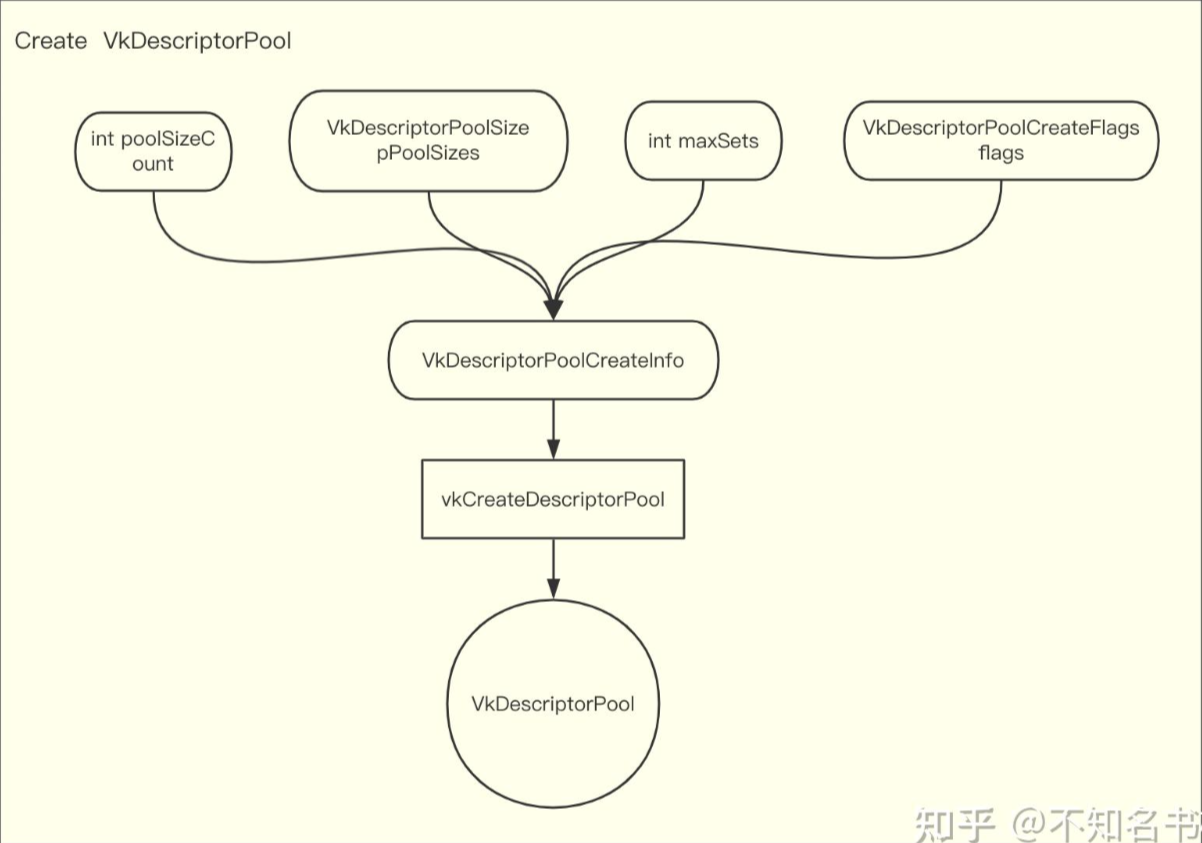 Create VkDescriptorPool
int poolSizeC
ount
VkDescriptorPoolSize
pPoolSizes
int maxSets
VkDescriptorPoolCreateFlags
flags
VkDescriptorPoolCreateInfo
vkCreateDescriptorPool
VkDescriptorPool
知乎 @不知名书